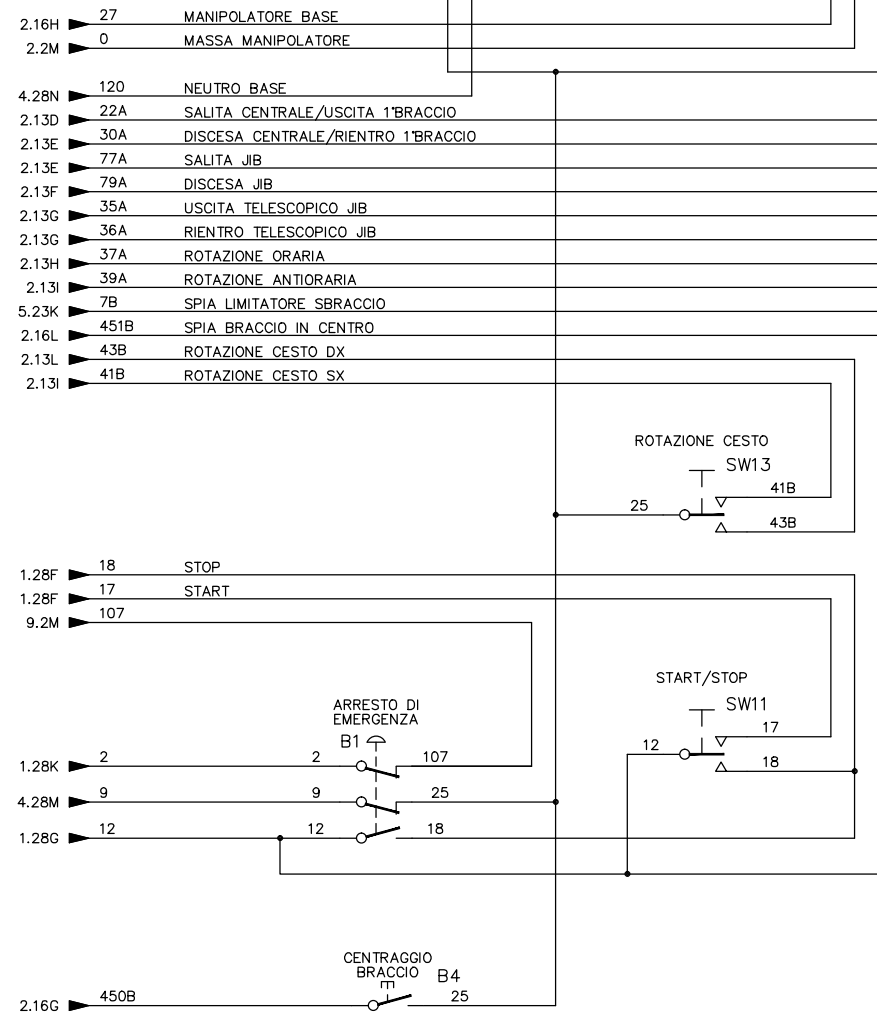 2.16H 27 MANIPOLATORE BASE
2.2M 0 MASSA MANIPOLATORE
4.28N 120 NEUTRO BASE
2.13D 22A SALITA CENTRALE/USCITA 1°BRACCIO
2.13E 30A DISCESA CENTRALE/RIENTRO 1°BRACCIO
2.13E 77A SALITA JIB
2.13F 79A DISCESA JIB
2.13G 35A USCITA TELESCOPICO JIB
2.13G 36A RIENTRO TELESCOPICO JIB
2.13H 37A ROTAZIONE ORARIA
2.13I 39A ROTAZIONE ANTIORARIA
5.23K 7B SPIA LIMITATORE SBRACCIO
2.16L 451B SPIA BRACCIO IN CENTRO
2.13L 43B ROTAZIONE CESTO DX
2.13I 41B ROTAZIONE CESTO SX
ROTAZIONE CESTO
SW13
41B
25
43B
1.28F 18 STOP
1.28F 17 START
9.2M 107
START/STOP
SW11
17
12
18
ARRESTO DI
EMERGENZA
B1
1.28K 2 2 107
4.28M 9 9 25
1.28G 12 12 18
CENTRAGGIO
BRACCIO B4
2.16G 450B 25